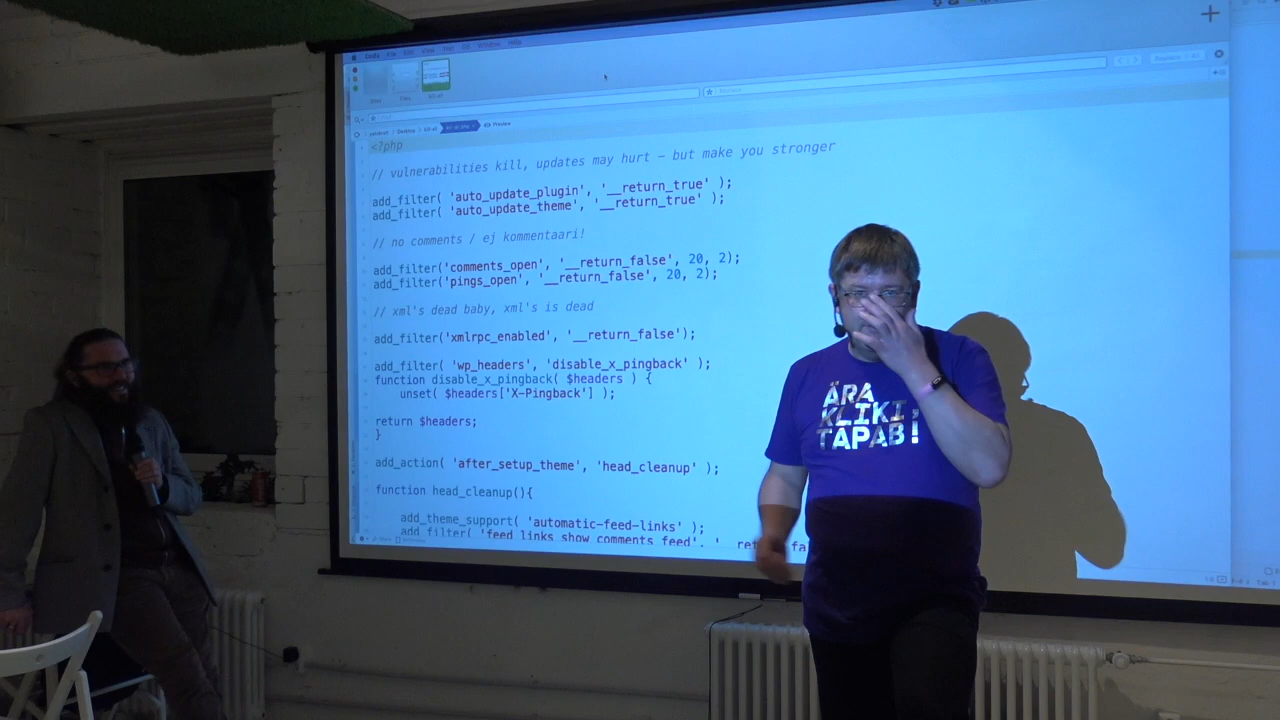 <?php
// vulnerabilities kill, updates may hurt – but make you stronger
add_filter( 'auto_update_plugin', '__return_true' );
add_filter( 'auto_update_theme', '__return_true' );
// no comments / ej kommentaari!
add_filter('comments_open', '__return_false', 20, 2);
add_filter('pings_open', '__return_false', 20, 2);
// xml's dead baby, xml's is dead
add_filter('xmlrpc_enabled', '__return_false');
add_filter( 'wp_headers', 'disable_x_pingback' );
function disable_x_pingback( $headers ) {
unset( $headers['X-Pingback'] );
return $headers;
}
add_action( 'after_setup_theme', 'head_cleanup' );
function head_cleanup(){
add_theme_support( 'automatic-feed-links' );
add_filter( 'feed_links_show_comments_feed', '__
ÄRA
KLIKI,
TAPAB!